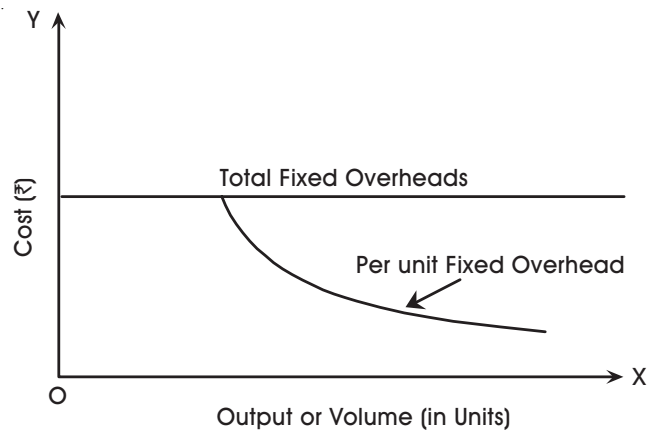 Y
Total Fixed Overheads
Cost (₹)
Per unit Fixed Overhead
X
O
Output or Volume (in Units)